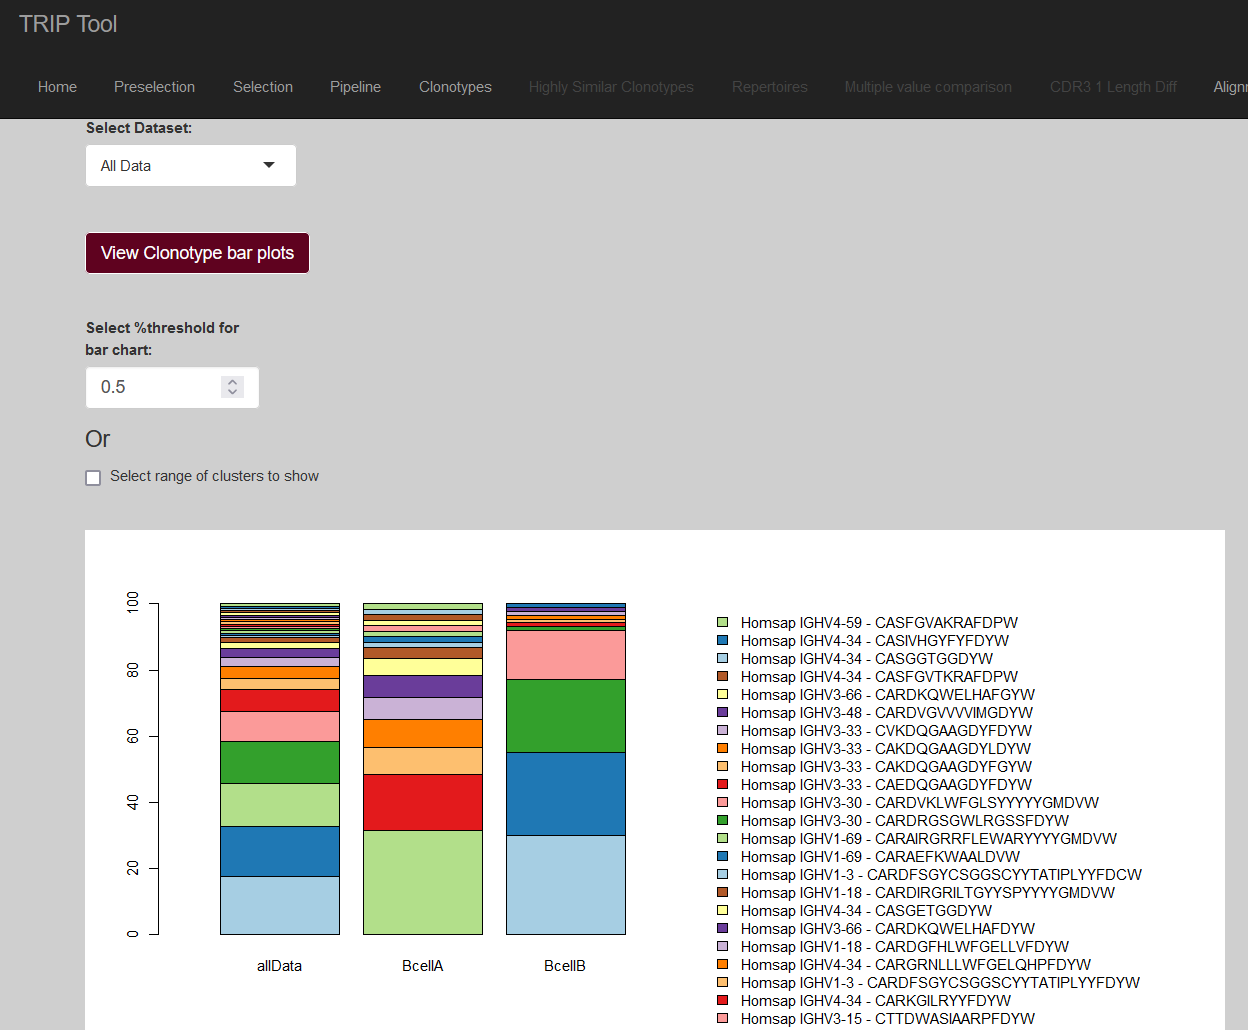 TRIP Tool
Home Preselection Selection Pipeline Clonotypes Highly Similar Clonotypes Repertoires Multiple value comparison CDR3 1 Length Diff
Select Dataset:
All Data
View Clonotype bar plots
Select %threshold for
bar chart:
0.5
Or
Select range of clusters to show
100
80
60
40
20
0
allData BcellA BcellB
Homsap IGHV4-59 - CASFGVAKRAFDPW
Homsap IGHV4-34 - CASIVHGYFYFDYW
Homsap IGHV4-34 - CASGGTGGDYW
Homsap IGHV4-34 - CASFGVTKRAFDPW
Homsap IGHV3-66 - CARDKQWELHAFGYW
Homsap IGHV3-48 - CARDVGVVVVIMGDYW
Homsap IGHV3-33 - CVKDQGAAGDYFDYW
Homsap IGHV3-33 - CAKDQGAAGDYLDYW
Homsap IGHV3-33 - CAKDQGAAGDYFGYW
Homsap IGHV3-33 - CAEDQGAAGDYFDYW
Homsap IGHV3-30 - CARDVKLWFGLSYYYYYGMDVW
Homsap IGHV3-30 - CARDRGSGWLRGSSFDYW
Homsap IGHV1-69 - CARAIRGRRFLEWARYYYYGMDVW
Homsap IGHV1-69 - CARAEFKWAALDVW
Homsap IGHV1-3 - CARDFSGYCSGGSCYYTATIPLYYFDCW
Homsap IGHV1-18 - CARDIRGRILTGYYSPYYYYGMDVW
Homsap IGHV4-34 - CASGETGGDYW
Homsap IGHV3-66 - CARDKQWELHAFDYW
Homsap IGHV1-18 - CARDGFHLWFGELLVFDYW
Homsap IGHV4-34 - CARGRNLLLWFGELQHPFDYW
Homsap IGHV1-3 - CARDFSGYCSGGSCYYTATIPLYYFDYW
Homsap IGHV4-34 - CARKGILRYYFDYW
Homsap IGHV3-15 - CTTDWASIAARPFDYW